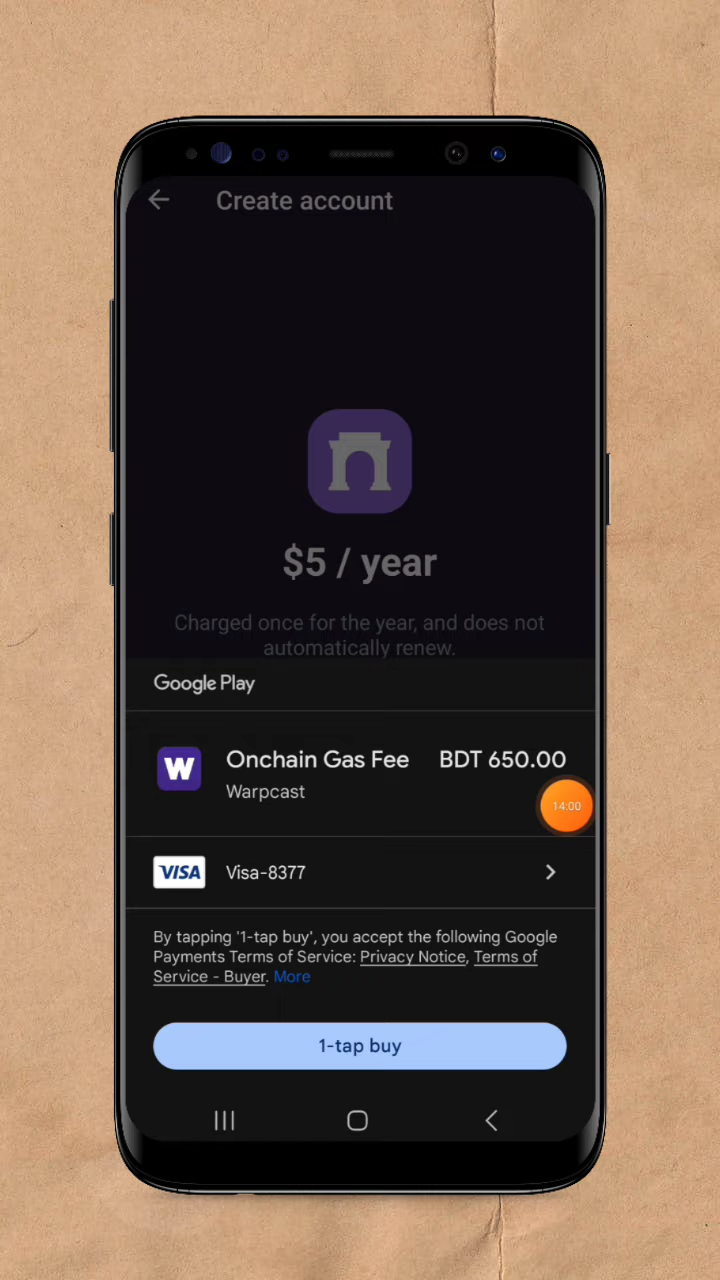 Create account
$5 / year
Charged once for the year, and does not
automatically renew.
Google Play
W
Onchain Gas Fee BDT 650.00
Warpcast
14:00
VISA Visa-8377
By tapping '1-tap buy', you accept the following Google
Payments Terms of Service: Privacy Notice, Terms of
Service - Buyer. More
1-tap buy